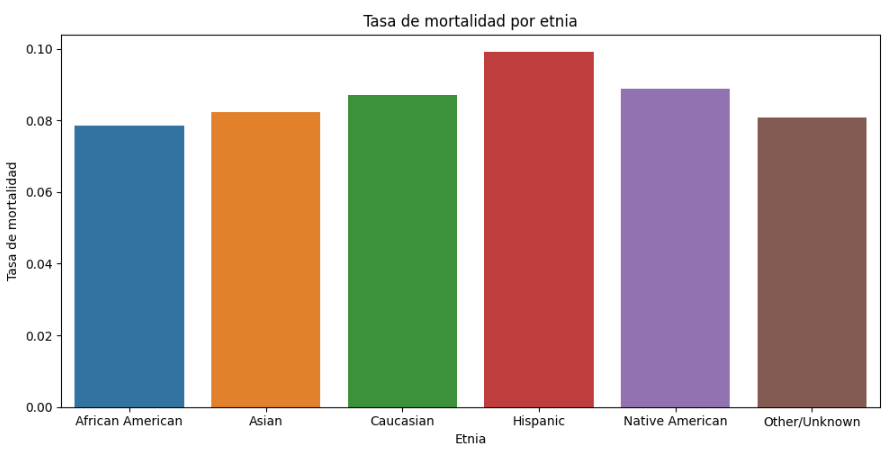 Tasa de mortalidad por etnia
Tasa de mortalidad
0.10
0.08
0.06
0.04
0.02
0.00
African American Asian Caucasian Hispanic Native American Other/Unknown
Etnia